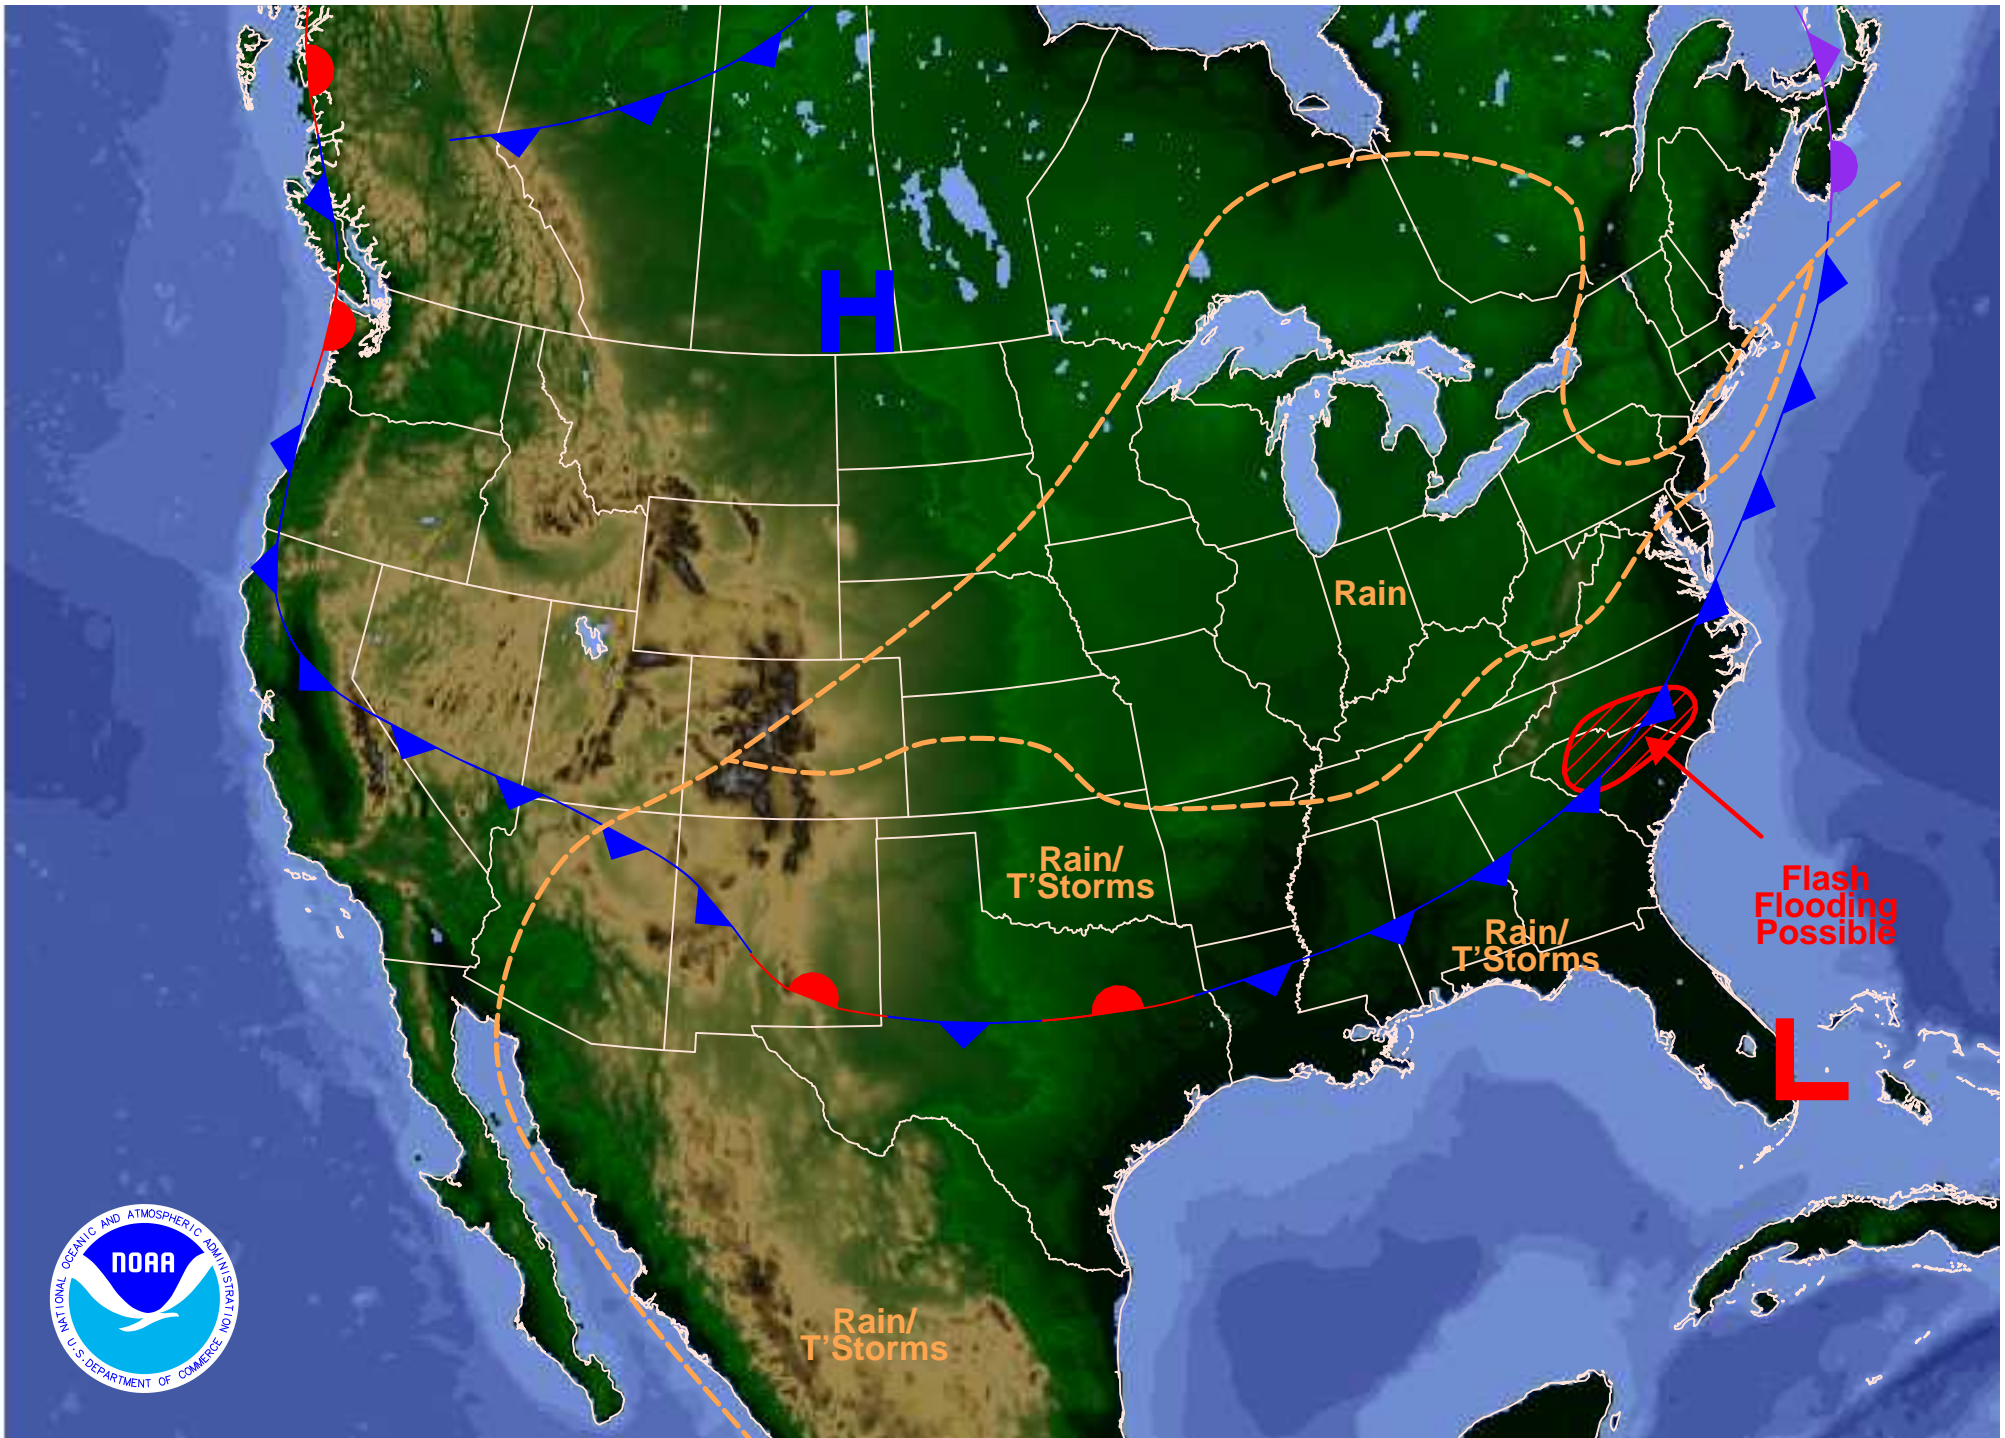 H
Rain
Rain/
T'Storms
Flash
Flooding
Possible
Rain/
T'Storms
L
NATIONAL OCEANIC AND ATMOSPHERIC ADMINISTRATION
NOAA
U.S. DEPARTMENT OF COMMERCE
Rain/
T'Storms